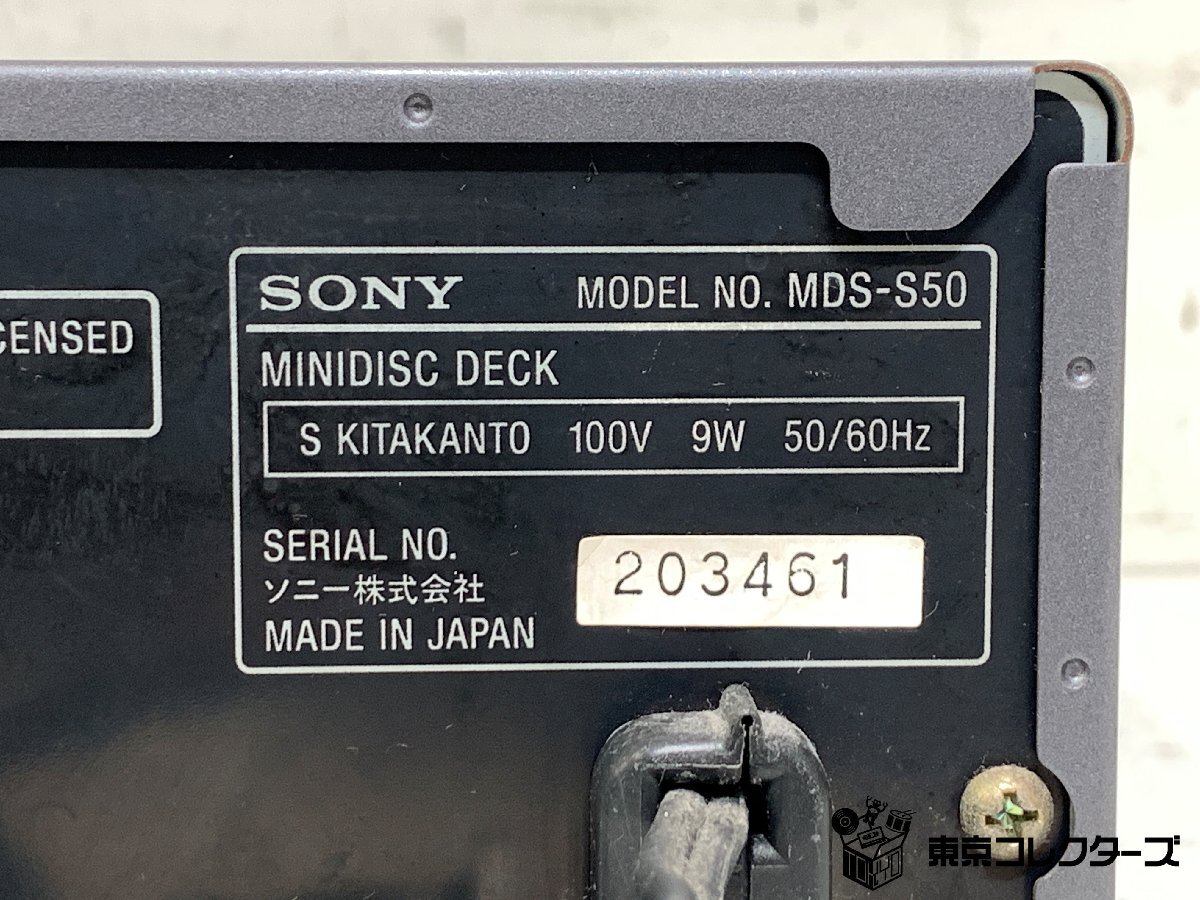 CENSED
SONY MODEL NO. MDS-S50
MINIDISC DECK
S KITAKANTO 100V 9W 50/60Hz
SERIAL NO. 203461
ソニー株式会社
MADE IN JAPAN
TOKYO
東京コレクターズ